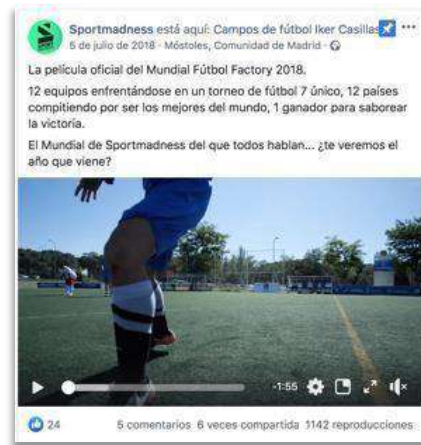 Sportmadness está aquí: Campos de fútbol Iker Casillas
5 de julio de 2018 · Móstoles, Comunidad de Madrid ·
La película oficial del Mundial Fútbol Factory 2018.
12 equipos enfrentándose en un torneo de fútbol 7 único, 12 países
compitiendo por ser los mejores del mundo, 1 ganador para saborear
la victoria.
El Mundial de Sportmadness del que todos hablan... ¿te veremos el
año que viene?
-1:55
24
5 comentarios 6 veces compartida 1142 reproducciones